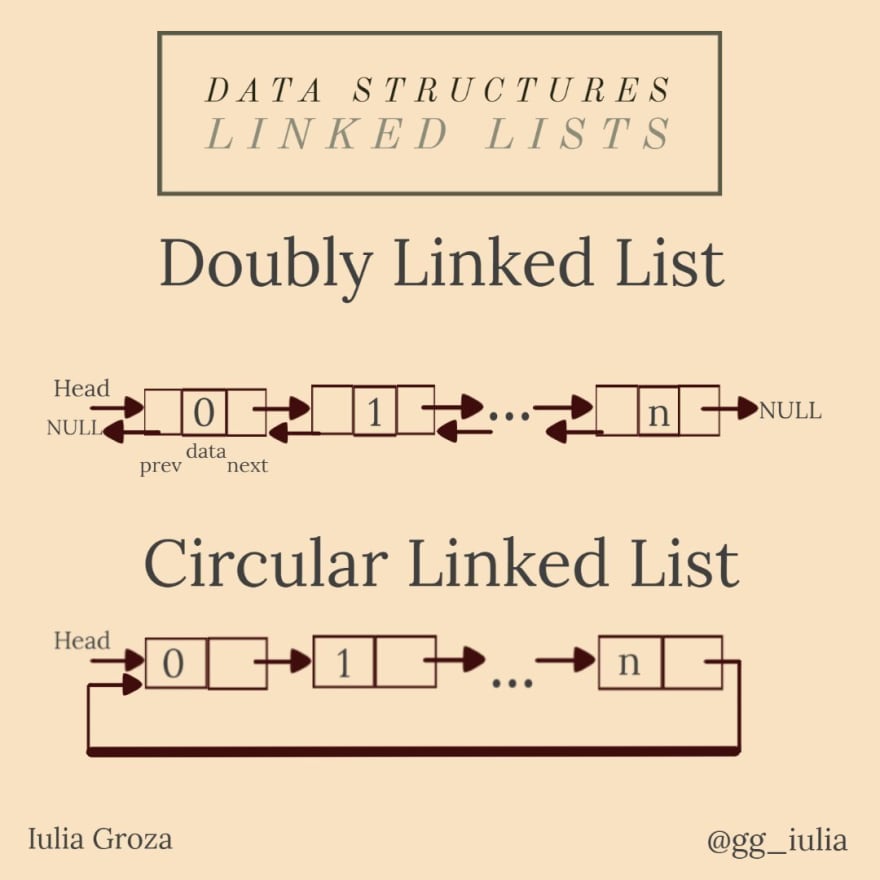 DATA STRUCTURES
LINKED LISTS
Doubly Linked List
Head
0 1 ... n NULL
NULL
prev data next
Circular Linked List
Head
0 1 ... n
Iulia Groza @gg_iulia